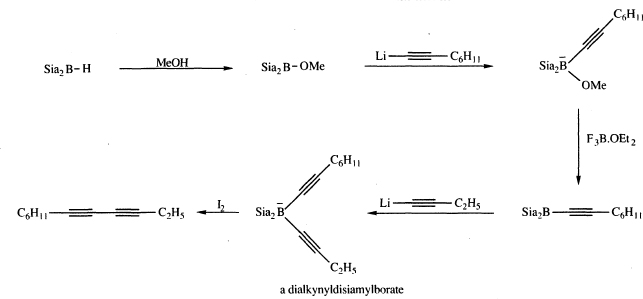 Sia₂B–H
MeOH
Sia₂B–OMe
Li C₆H₁₁
C₆H₁₁
Sia₂B̄
OMe
F₃B.OEt₂
Sia₂B C₆H₁₁
Li C₂H₅
C₆H₁₁
Sia₂B̄
C₂H₅
a dialkynyldisiamylborate
I₂
C₆H₁₁ C₂H₅